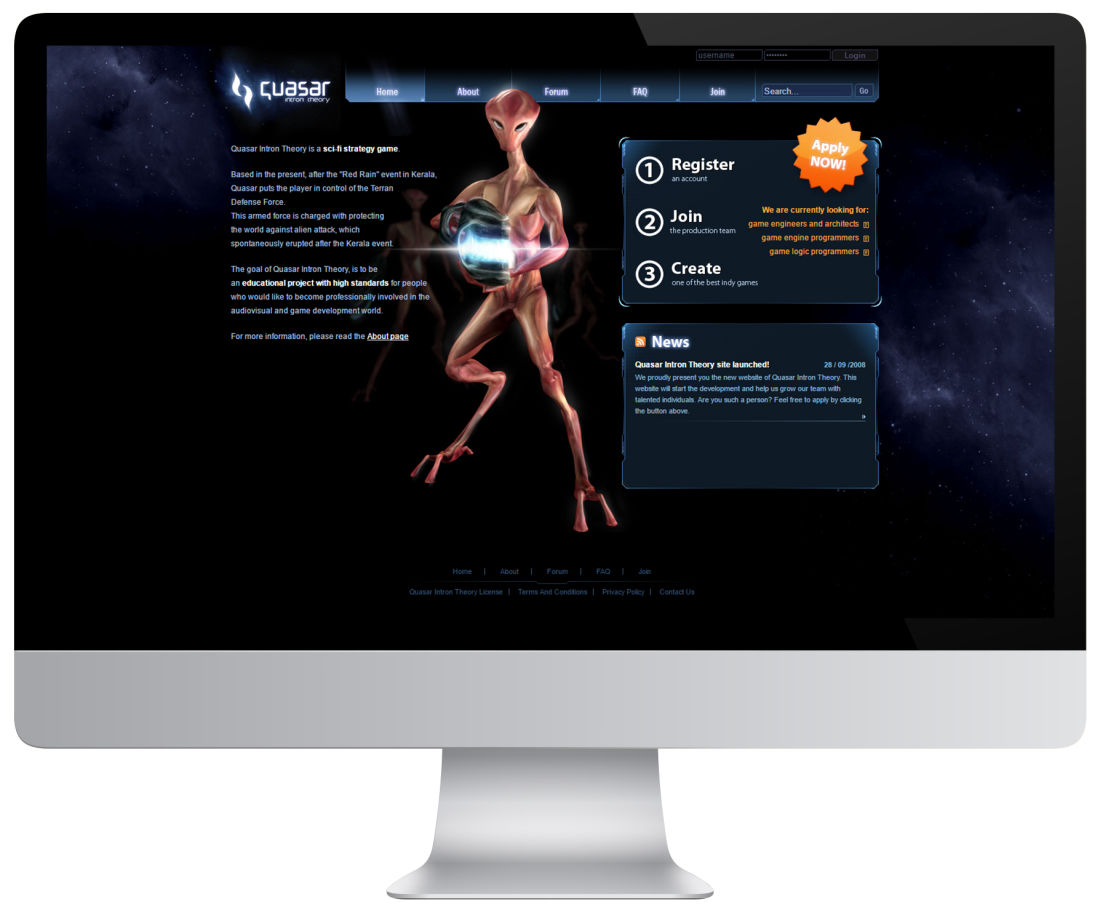 username
••••••••
Login
quasar
intron theory
Home
About
Forum
FAQ
Join
Search...
Go
Quasar Intron Theory is a sci-fi strategy game.
Based in the present, after the "Red Rain" event in Kerala,
Quasar puts the player in control of the Terran
Defense Force.
This armed force is charged with protecting
the world against alien attack, which
spontaneously erupted after the Kerala event.
The goal of Quasar Intron Theory, is to be
an educational project with high standards for people
who would like to become professionally involved in the
audiovisual and game development world.
For more information, please read the About page
Apply
NOW!
1 Register
an account
2 Join
the production team
3 Create
one of the best indy games
We are currently looking for:
game engineers and architects
game engine programmers
game logic programmers
News
Quasar Intron Theory site launched! 28 / 09 /2008
We proudly present you the new website of Quasar Intron Theory. This
website will start the development and help us grow our team with
talented individuals. Are you such a person? Feel free to apply by clicking
the button above.
»
Home | About | Forum | FAQ | Join
Quasar Intron Theory License | Terms And Conditions | Privacy Policy | Contact Us